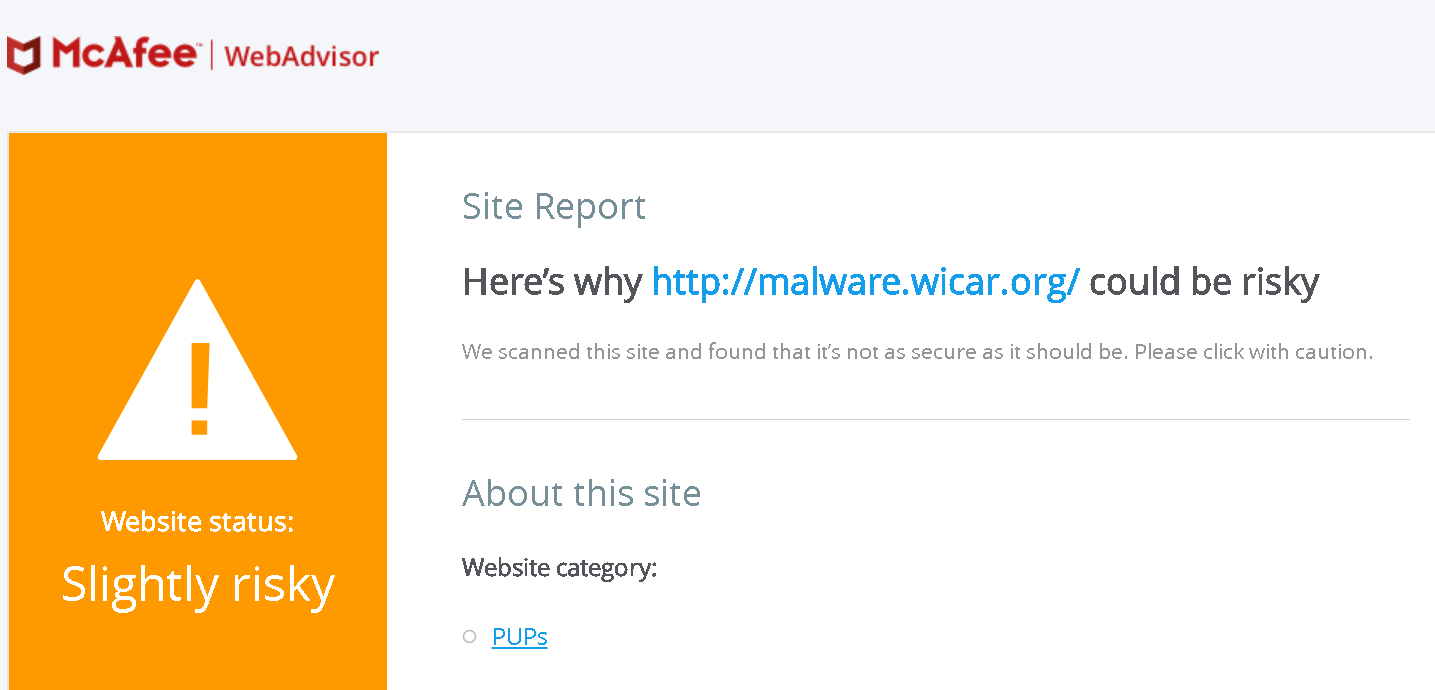 McAfee™ | WebAdvisor
Site Report
Here's why http://malware.wicar.org/ could be risky
We scanned this site and found that it's not as secure as it should be. Please click with caution.
!
Website status:
Slightly risky
About this site
Website category:
PUPs